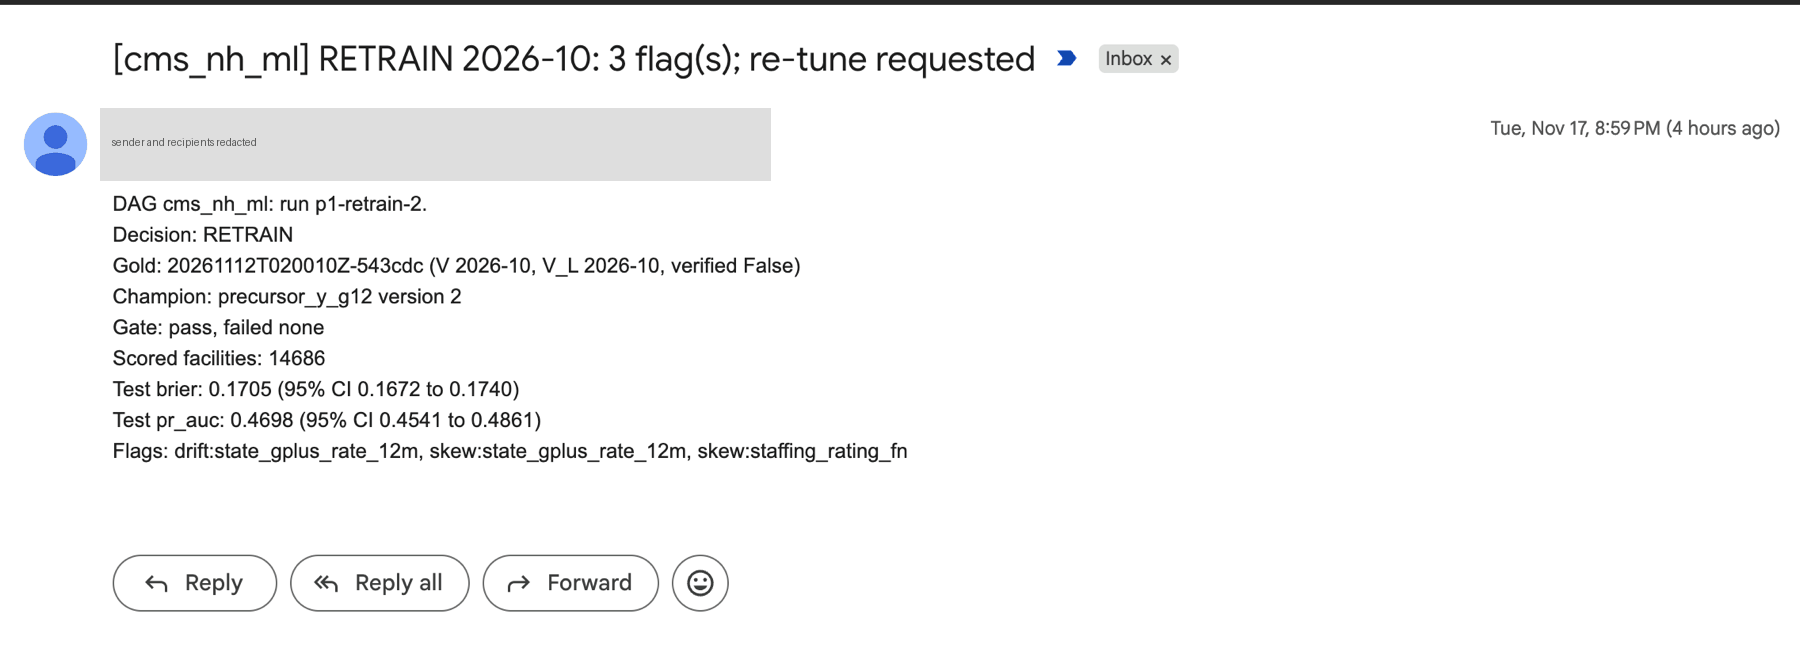 [cms_nh_ml] RETRAIN 2026-10: 3 flag(s); re-tune requested Inbox ×
sender and recipients redacted
Tue, Nov 17, 8:59 PM (4 hours ago)
DAG cms_nh_ml: run p1-retrain-2.
Decision: RETRAIN
Gold: 20261112T020010Z-543cdc (V 2026-10, V_L 2026-10, verified False)
Champion: precursor_y_g12 version 2
Gate: pass, failed none
Scored facilities: 14686
Test brier: 0.1705 (95% CI 0.1672 to 0.1740)
Test pr_auc: 0.4698 (95% CI 0.4541 to 0.4861)
Flags: drift:state_gplus_rate_12m, skew:state_gplus_rate_12m, skew:staffing_rating_fn
Reply Reply all Forward